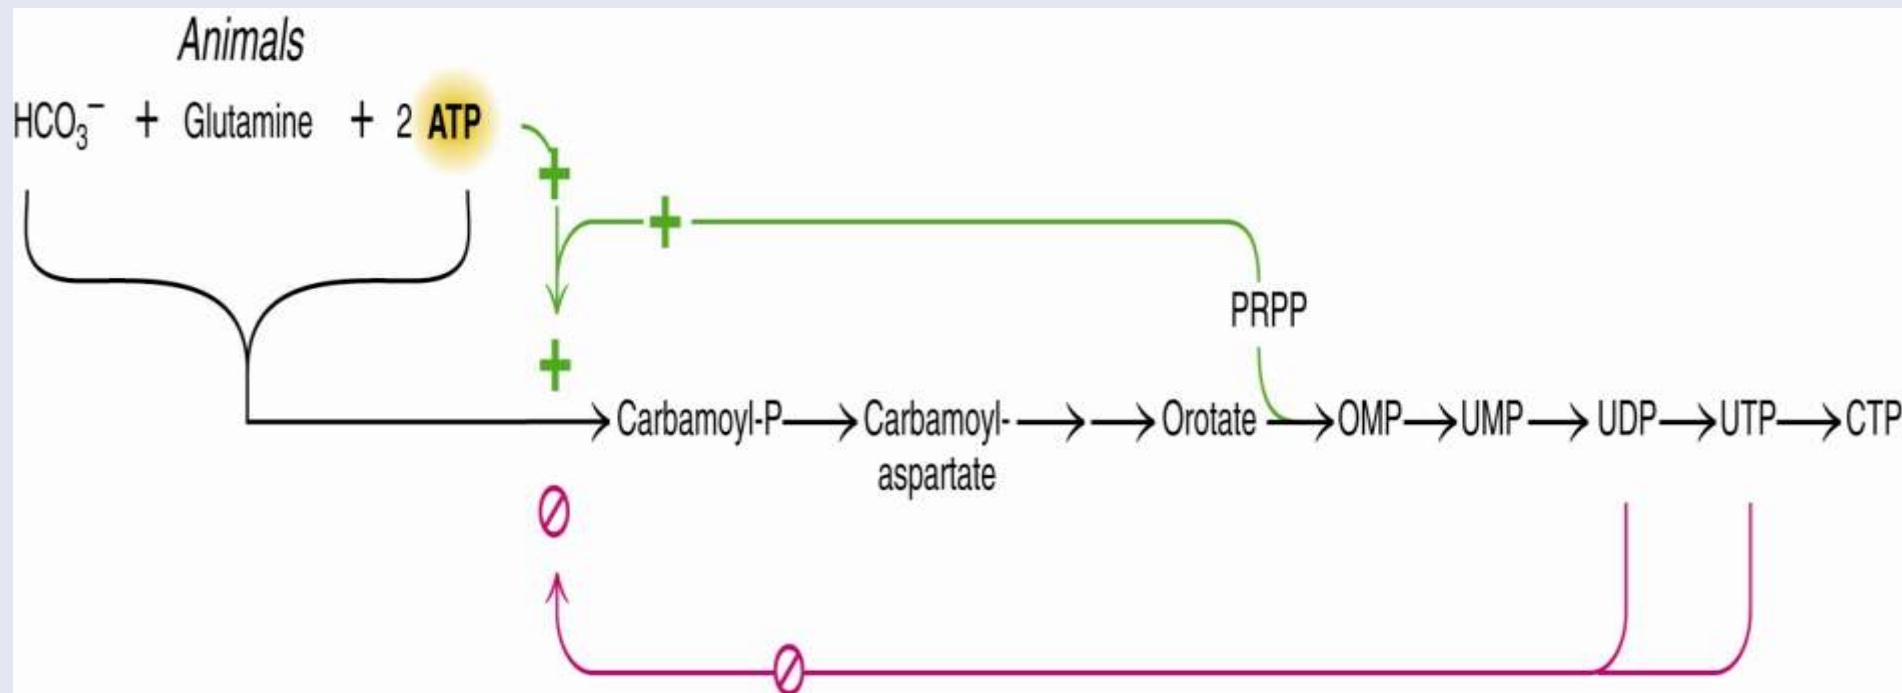 Animals
HCO₃⁻ + Glutamine + 2 ATP
+
+
PRPP
+
Carbamoyl-P → Carbamoyl- → → Orotate → OMP → UMP → UDP → UTP → CTP
aspartate